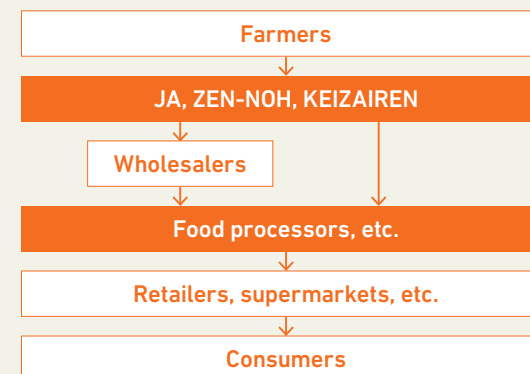 Farmers
JA, ZEN-NOH, KEIZAIREN
Wholesalers
Food processors, etc.
Retailers, supermarkets, etc.
Consumers